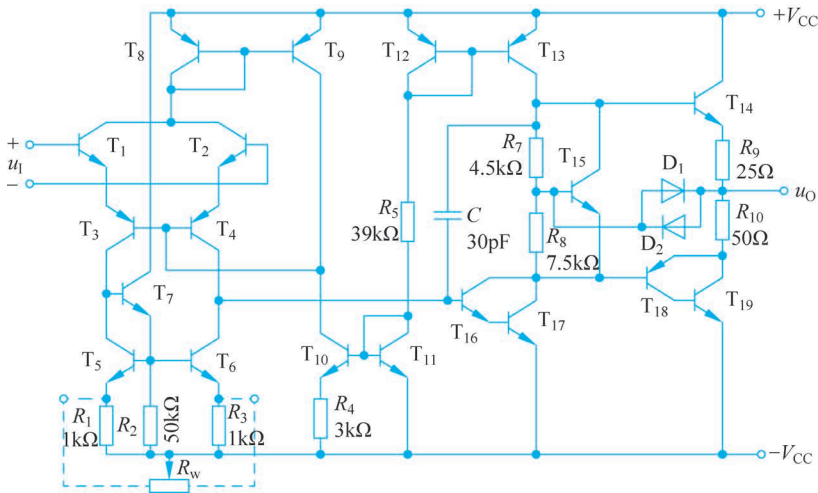 +V_CC
T_8
T_9
T_12
T_13
T_14
+
u_I
−
T_1
T_2
R_7
4.5kΩ
T_15
D_1
R_9
25Ω
u_O
T_3
T_4
R_5
39kΩ
C
30pF
R_8
7.5kΩ
D_2
R_10
50Ω
T_7
T_18
T_19
T_5
T_6
T_10
T_11
T_16
T_17
R_1
1kΩ
R_2
50kΩ
R_3
1kΩ
R_4
3kΩ
R_w
−V_CC